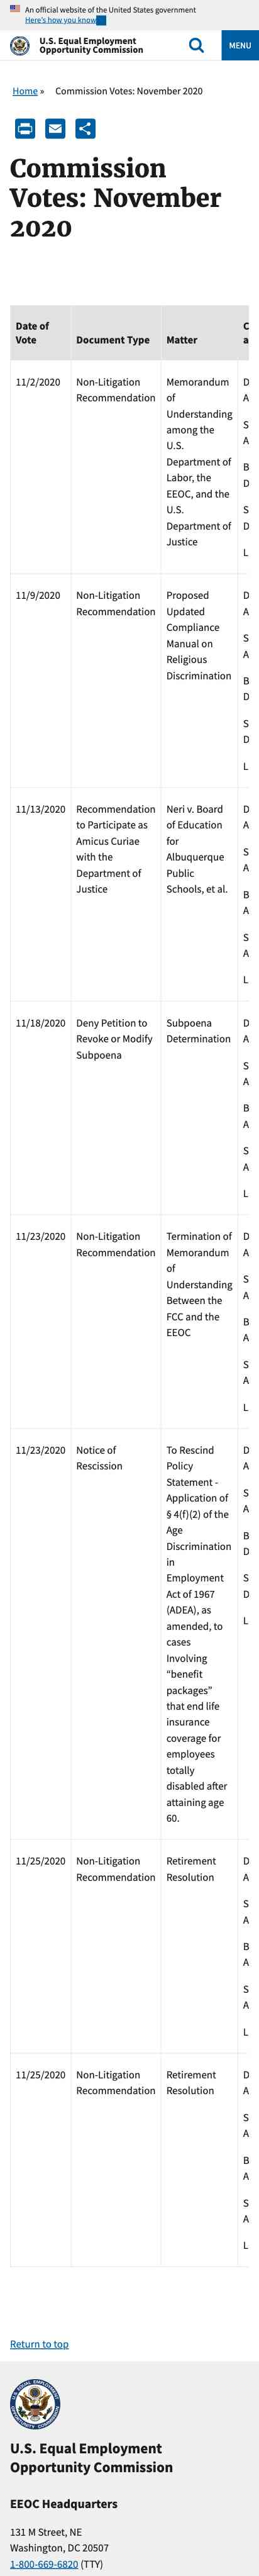 An official website of the United States government
Here's how you know
U.S. Equal Employment
Opportunity Commission
MENU
Home » Commission Votes: November 2020
Commission
Votes: November
2020
Date of
Vote
Document Type
Matter
C
a
11/2/2020
Non-Litigation
Recommendation
Memorandum
of
Understanding
among the
U.S.
Department of
Labor, the
EEOC, and the
U.S.
Department of
Justice
D
A
S
A
B
D
S
D
L
11/9/2020
Non-Litigation
Recommendation
Proposed
Updated
Compliance
Manual on
Religious
Discrimination
D
A
S
A
B
D
S
D
L
11/13/2020
Recommendation
to Participate as
Amicus Curiae
with the
Department of
Justice
Neri v. Board
of Education
for
Albuquerque
Public
Schools, et al.
D
A
S
A
B
A
S
A
L
11/18/2020
Deny Petition to
Revoke or Modify
Subpoena
Subpoena
Determination
D
A
S
A
B
A
S
A
L
11/23/2020
Non-Litigation
Recommendation
Termination of
Memorandum
of
Understanding
Between the
FCC and the
EEOC
D
A
S
A
B
A
S
A
L
11/23/2020
Notice of
Rescission
To Rescind
Policy
Statement -
Application of
§ 4(f)(2) of the
Age
Discrimination
in
Employment
Act of 1967
(ADEA), as
amended, to
cases
Involving
“benefit
packages”
that end life
insurance
coverage for
employees
totally
disabled after
attaining age
60.
D
A
S
A
B
D
S
D
L
11/25/2020
Non-Litigation
Recommendation
Retirement
Resolution
D
A
S
A
B
A
S
A
L
11/25/2020
Non-Litigation
Recommendation
Retirement
Resolution
D
A
S
A
B
A
S
A
L
Return to top
U.S. Equal Employment
Opportunity Commission
EEOC Headquarters
131 M Street, NE
Washington, DC 20507
1-800-669-6820 (TTY)